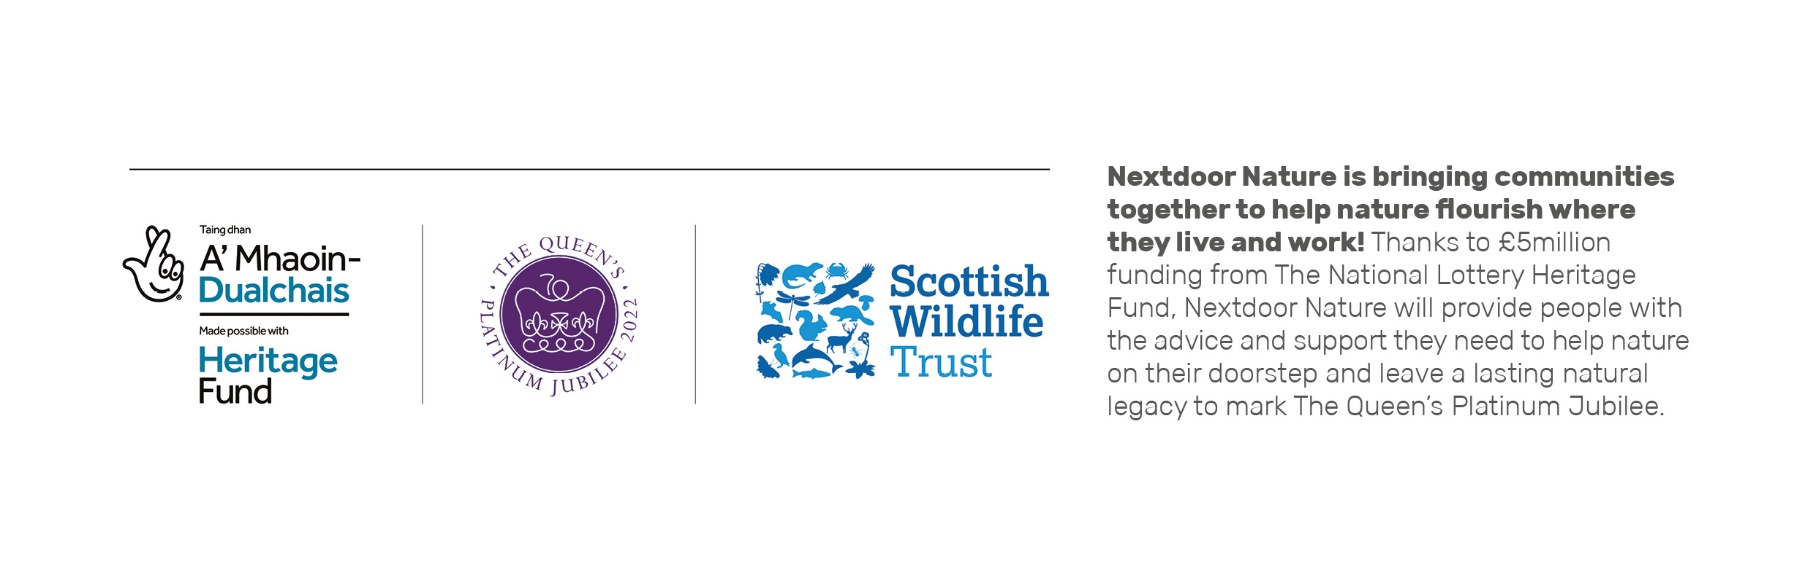 Taing dhan
A’ Mhaoin-
Dualchais
Made possible with
Heritage
Fund
THE QUEEN'S
PLATINUM JUBILEE 2022
70
Scottish
Wildlife
Trust
Nextdoor Nature is bringing communities
together to help nature flourish where
they live and work! Thanks to £5million
funding from The National Lottery Heritage
Fund, Nextdoor Nature will provide people with
the advice and support they need to help nature
on their doorstep and leave a lasting natural
legacy to mark The Queen’s Platinum Jubilee.